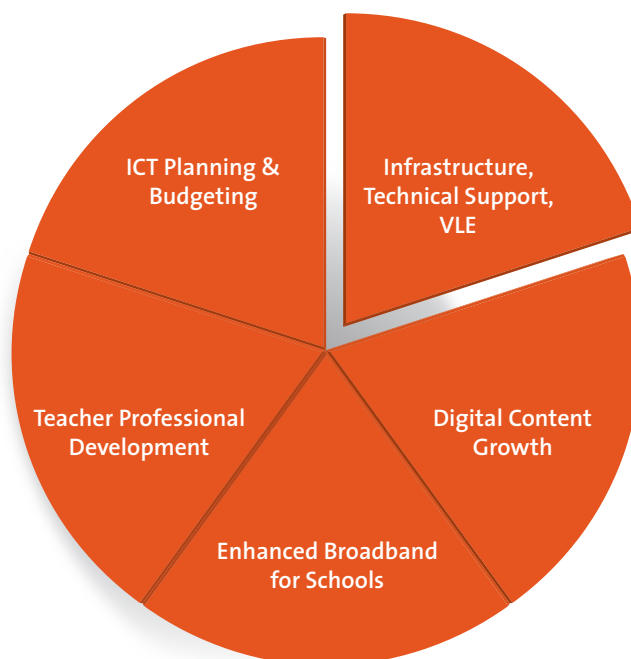 ICT Planning &
Budgeting
Infrastructure,
Technical Support,
VLE
Teacher Professional
Development
Digital Content
Growth
Enhanced Broadband
for Schools